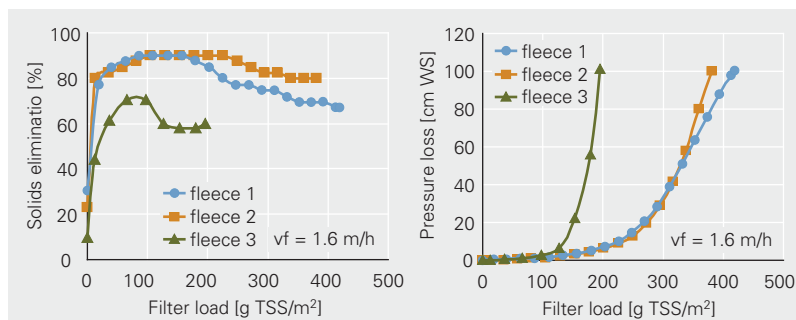 100
80
60
40
20
0
Solids eliminatio [%]
fleece 1
fleece 2
fleece 3
vf = 1.6 m/h
0 100 200 300 400 500
Filter load [g TSS/m²]
120
100
80
60
40
20
0
Pressure loss [cm WS]
fleece 1
fleece 2
fleece 3
vf = 1.6 m/h
0 100 200 300 400 500
Filter load [g TSS/m²]